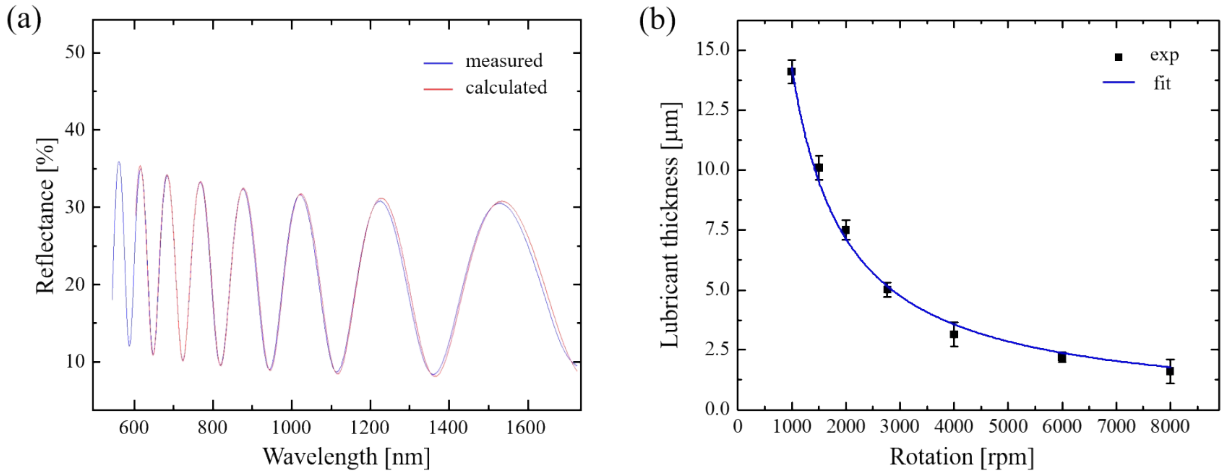 (a)
50
40
30
20
10
Reflectance [%]
measured
calculated
600 800 1000 1200 1400 1600
Wavelength [nm]
(b)
15.0
12.5
10.0
7.5
5.0
2.5
0.0
Lubricant thickness [µm]
exp
fit
0 1000 2000 3000 4000 5000 6000 7000 8000
Rotation [rpm]